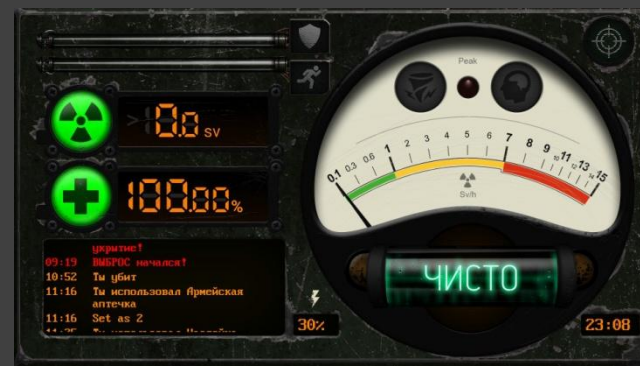 Peak
0.0 SV
0.1 0.3 0.6 1 2 3 4 5 6 7 8 9 10 11 12 13 14 15
Sv/h
100.00%
укрытие!
09:19 ВЫБРОС начался!
10:52 Ты убит
11:16 Ты использовал Армейская
аптечка
11:16 Set as 2
ЧИСТО
30%
23:08